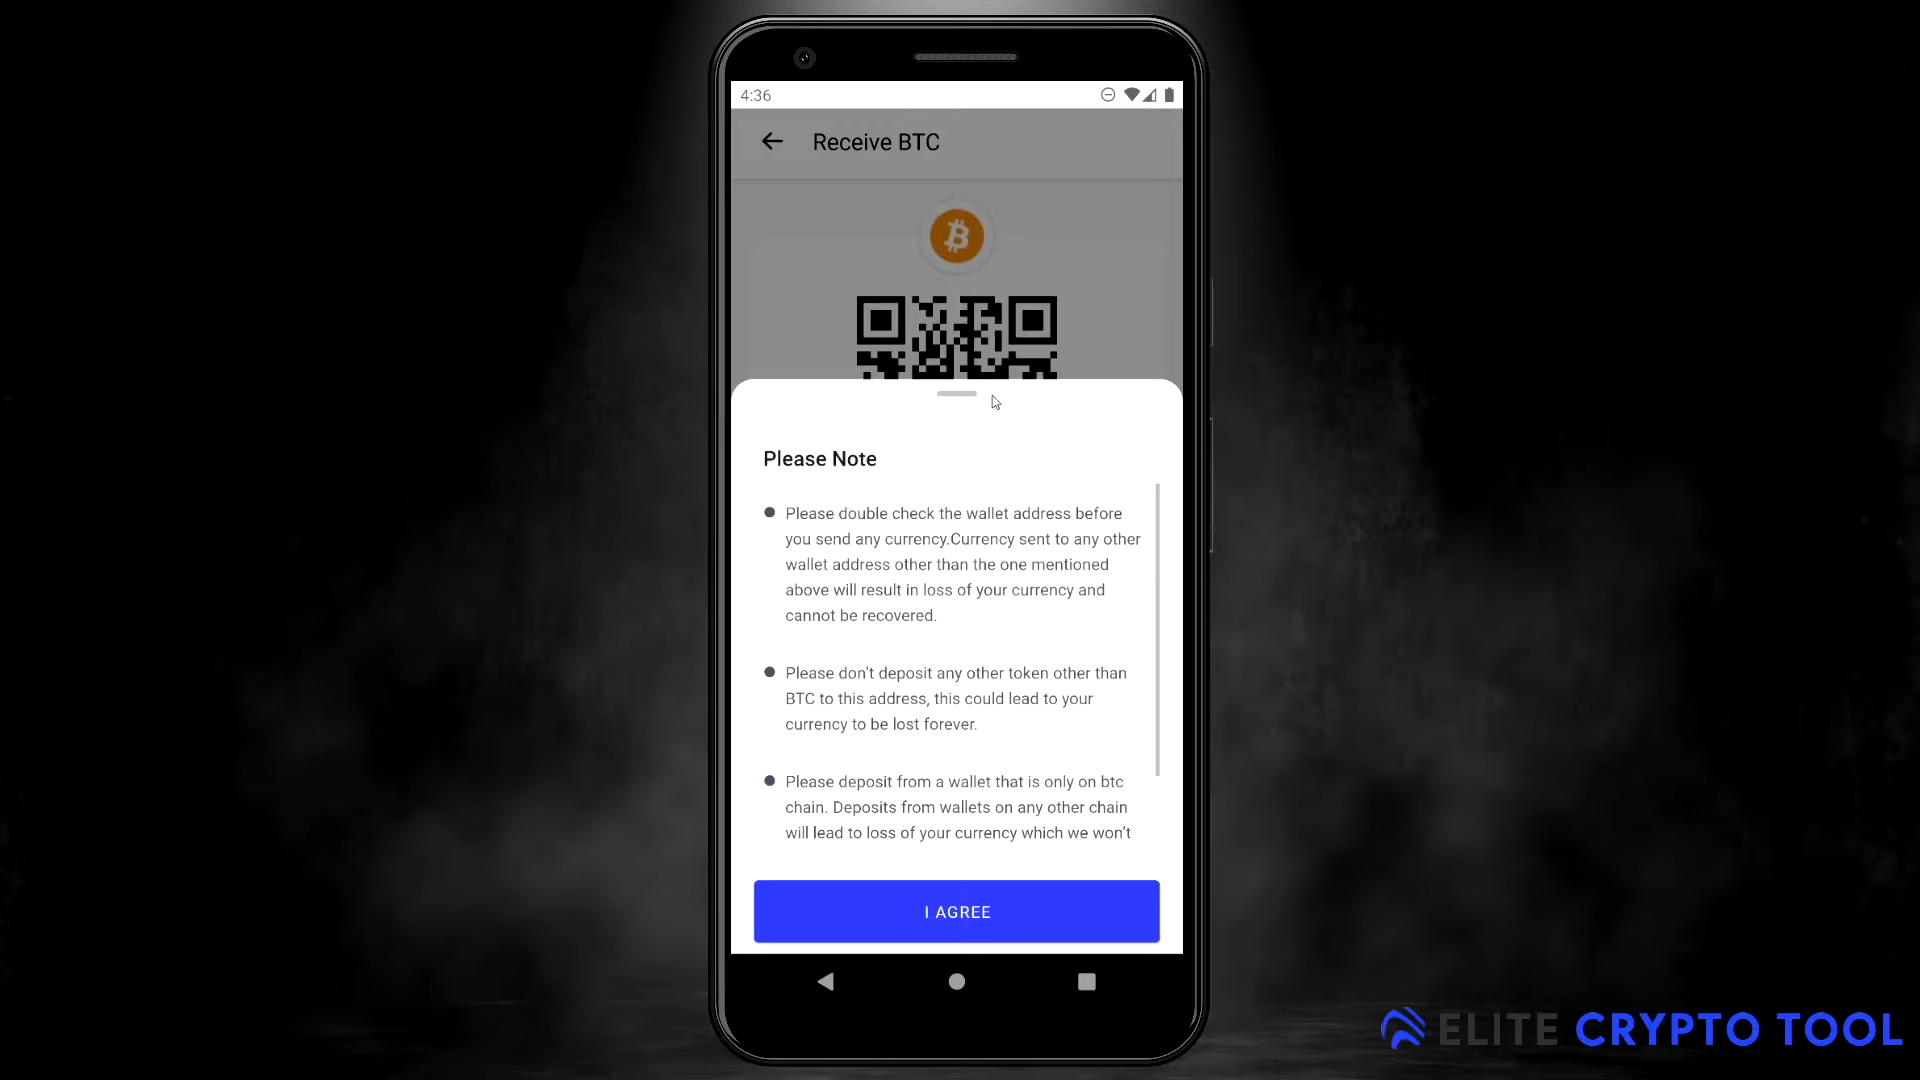 4:36
Receive BTC
Please Note
Please double check the wallet address before
you send any currency.Currency sent to any other
wallet address other than the one mentioned
above will result in loss of your currency and
cannot be recovered.
Please don't deposit any other token other than
BTC to this address, this could lead to your
currency to be lost forever.
Please deposit from a wallet that is only on btc
chain. Deposits from wallets on any other chain
will lead to loss of your currency which we won't
I AGREE
ELITE CRYPTO TOOL